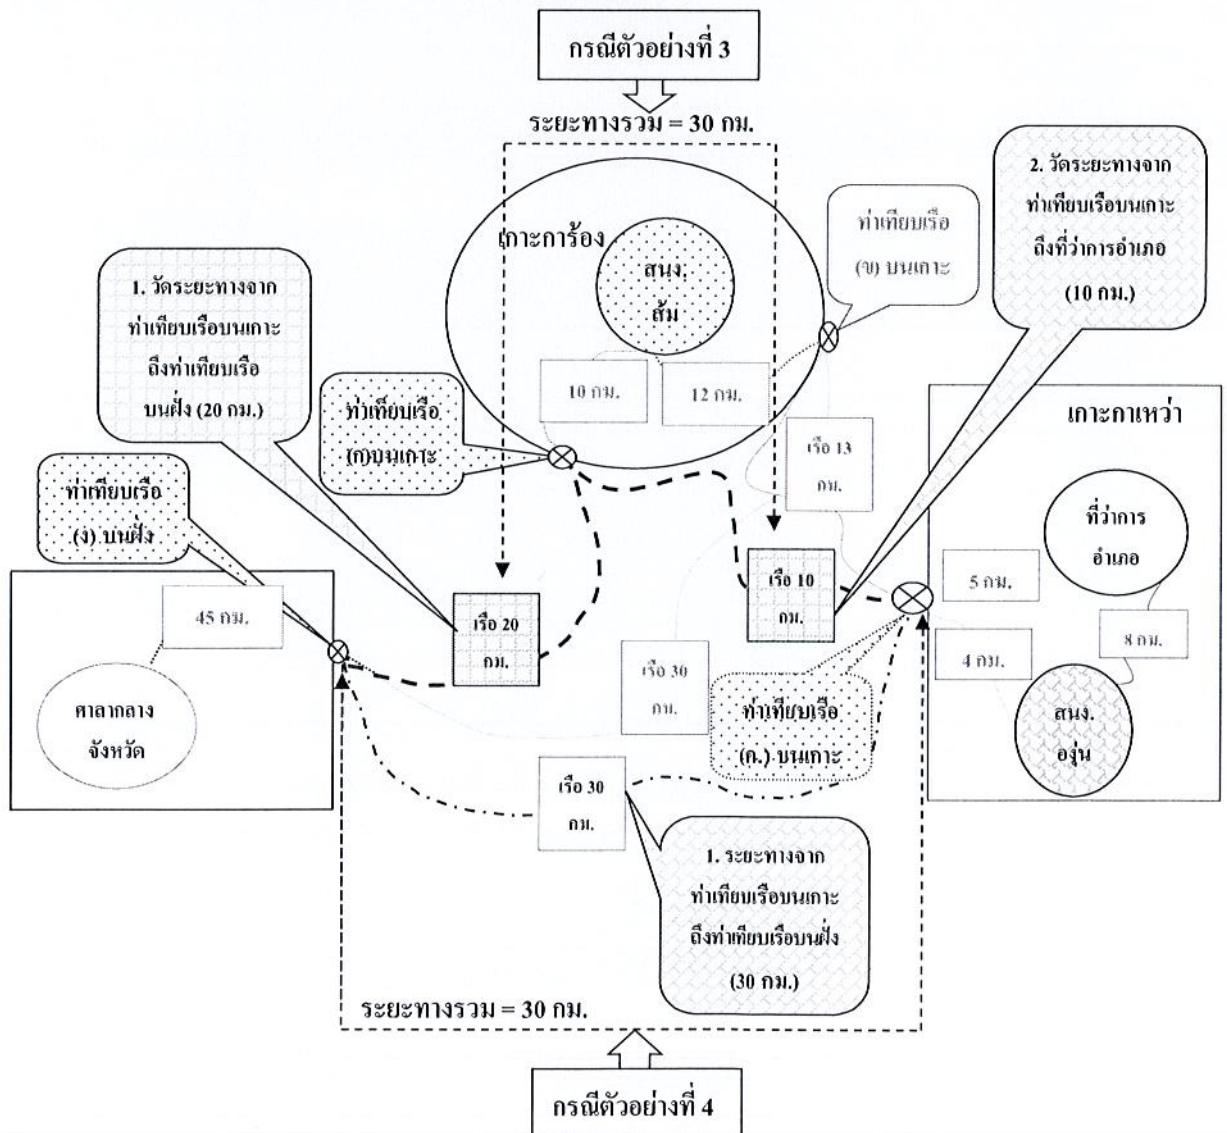 กรณีตัวอย่างที่ 3
ระยะทางรวม = 30 กม.
1. วัดระยะทางจาก
ท่าเทียบเรือบนเกาะ
ถึงท่าเทียบเรือ
บนฝั่ง (20 กม.)
เกาะการ้อง
สนง.
ส้ม
ท่าเทียบเรือ
(ข) บนเกาะ
2. วัดระยะทางจาก
ท่าเทียบเรือบนเกาะ
ถึงที่ว่าการอำเภอ
(10 กม.)
10 กม.
12 กม.
ท่าเทียบเรือ
(ก)บนเกาะ
เรือ 13
กม.
เกาะกาเหว่า
ที่ว่าการ
อำเภอ
ท่าเทียบเรือ
(ง) บนฝั่ง
45 กม.
ศาลากลาง
จังหวัด
เรือ 20
กม.
เรือ 10
กม.
5 กม.
4 กม.
8 กม.
สนง.
องุ่น
เรือ 30
กม.
ท่าเทียบเรือ
(ค.) บนเกาะ
เรือ 30
กม.
1. ระยะทางจาก
ท่าเทียบเรือบนเกาะ
ถึงท่าเทียบเรือบนฝั่ง
(30 กม.)
ระยะทางรวม = 30 กม.
กรณีตัวอย่างที่ 4